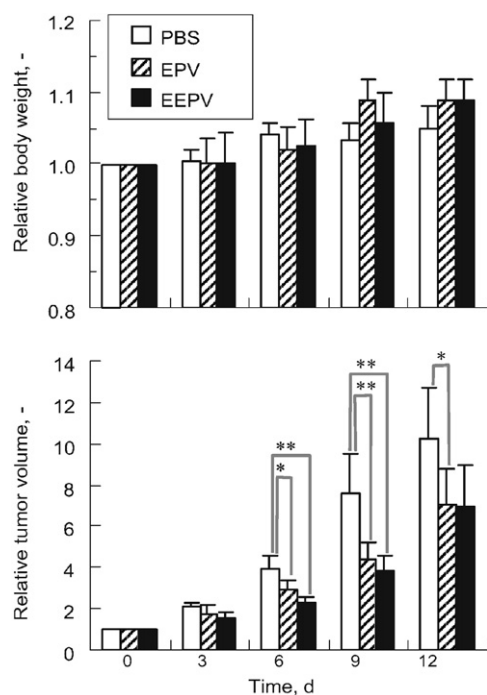 1.2
1.1
1.0
0.9
0.8
Relative body weight, -
PBS
EPV
EEPV
14
12
10
8
6
4
2
0
Relative tumor volume, -
**
*
**
**
*
0 3 6 9 12
Time, d